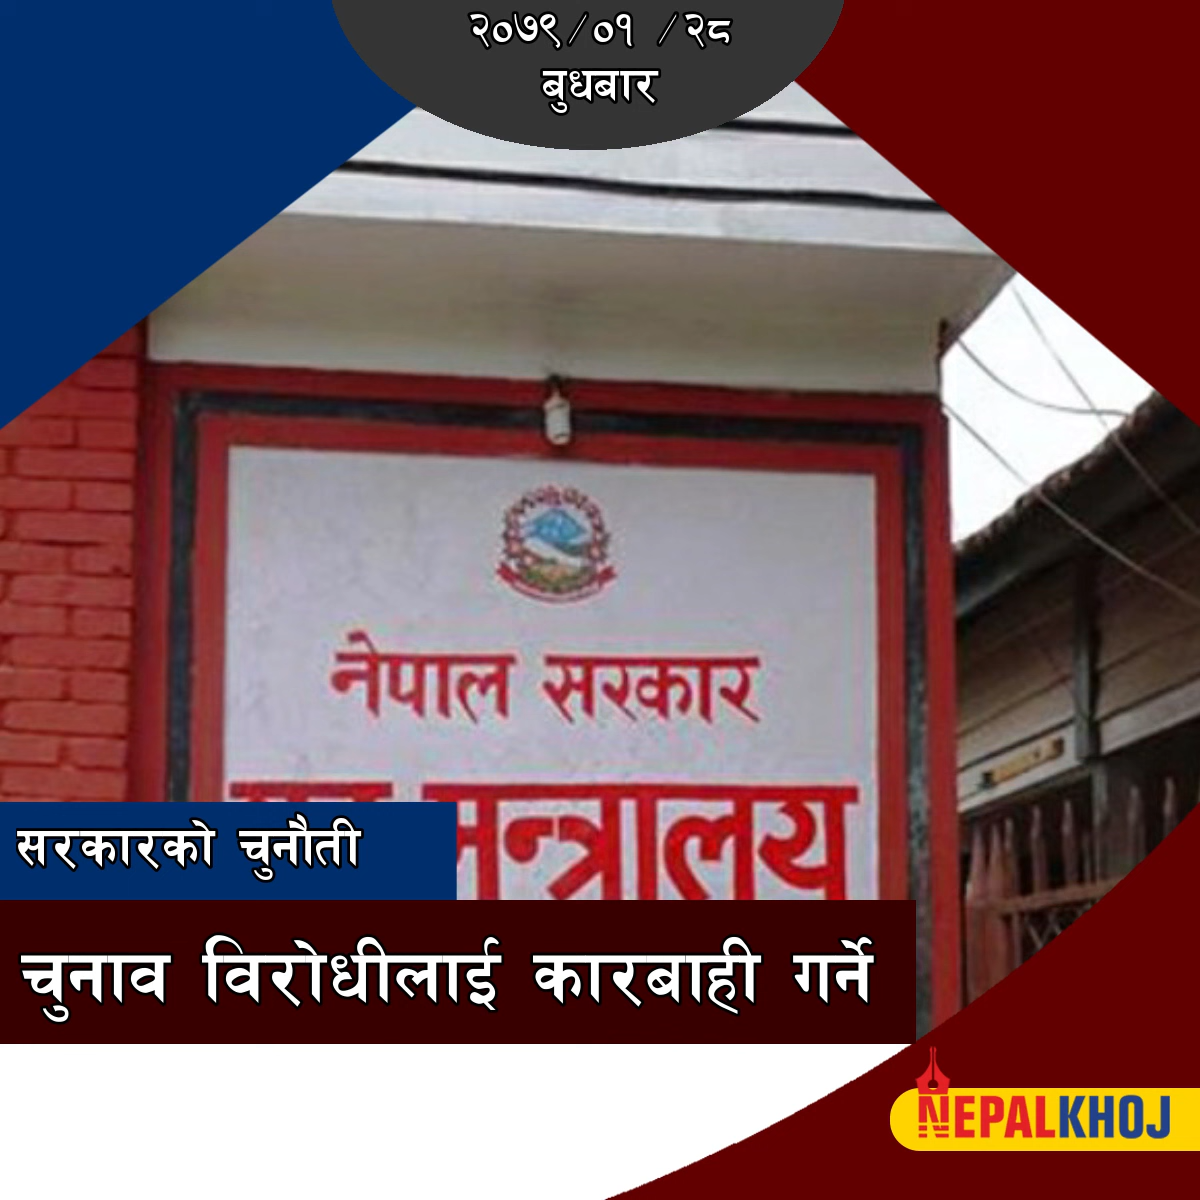 २०७९/०१ /२८
बुधबार
नेपाल सरकार
मन्त्रालय
सरकारको चुनौती
चुनाव विरोधीलाई कारबाही गर्ने
NEPALKHOJ